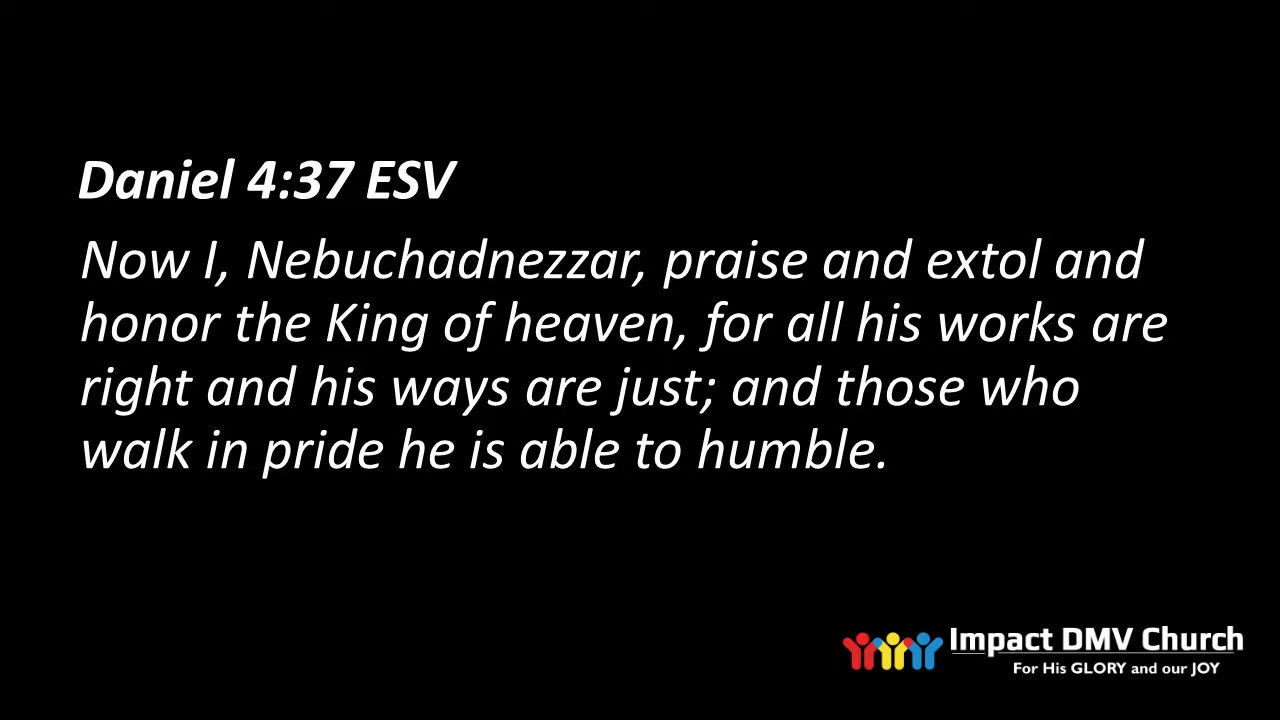 Daniel 4:37 ESV
Now I, Nebuchadnezzar, praise and extol and
honor the King of heaven, for all his works are
right and his ways are just; and those who
walk in pride he is able to humble.
Impact DMV Church
For His GLORY and our JOY